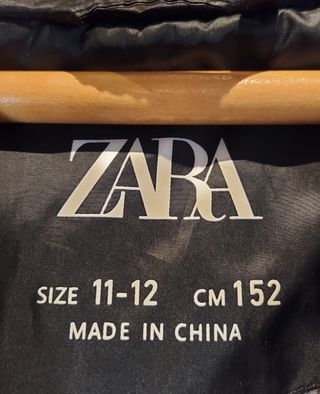 ZARA
SIZE 11-12 CM 152
MADE IN CHINA